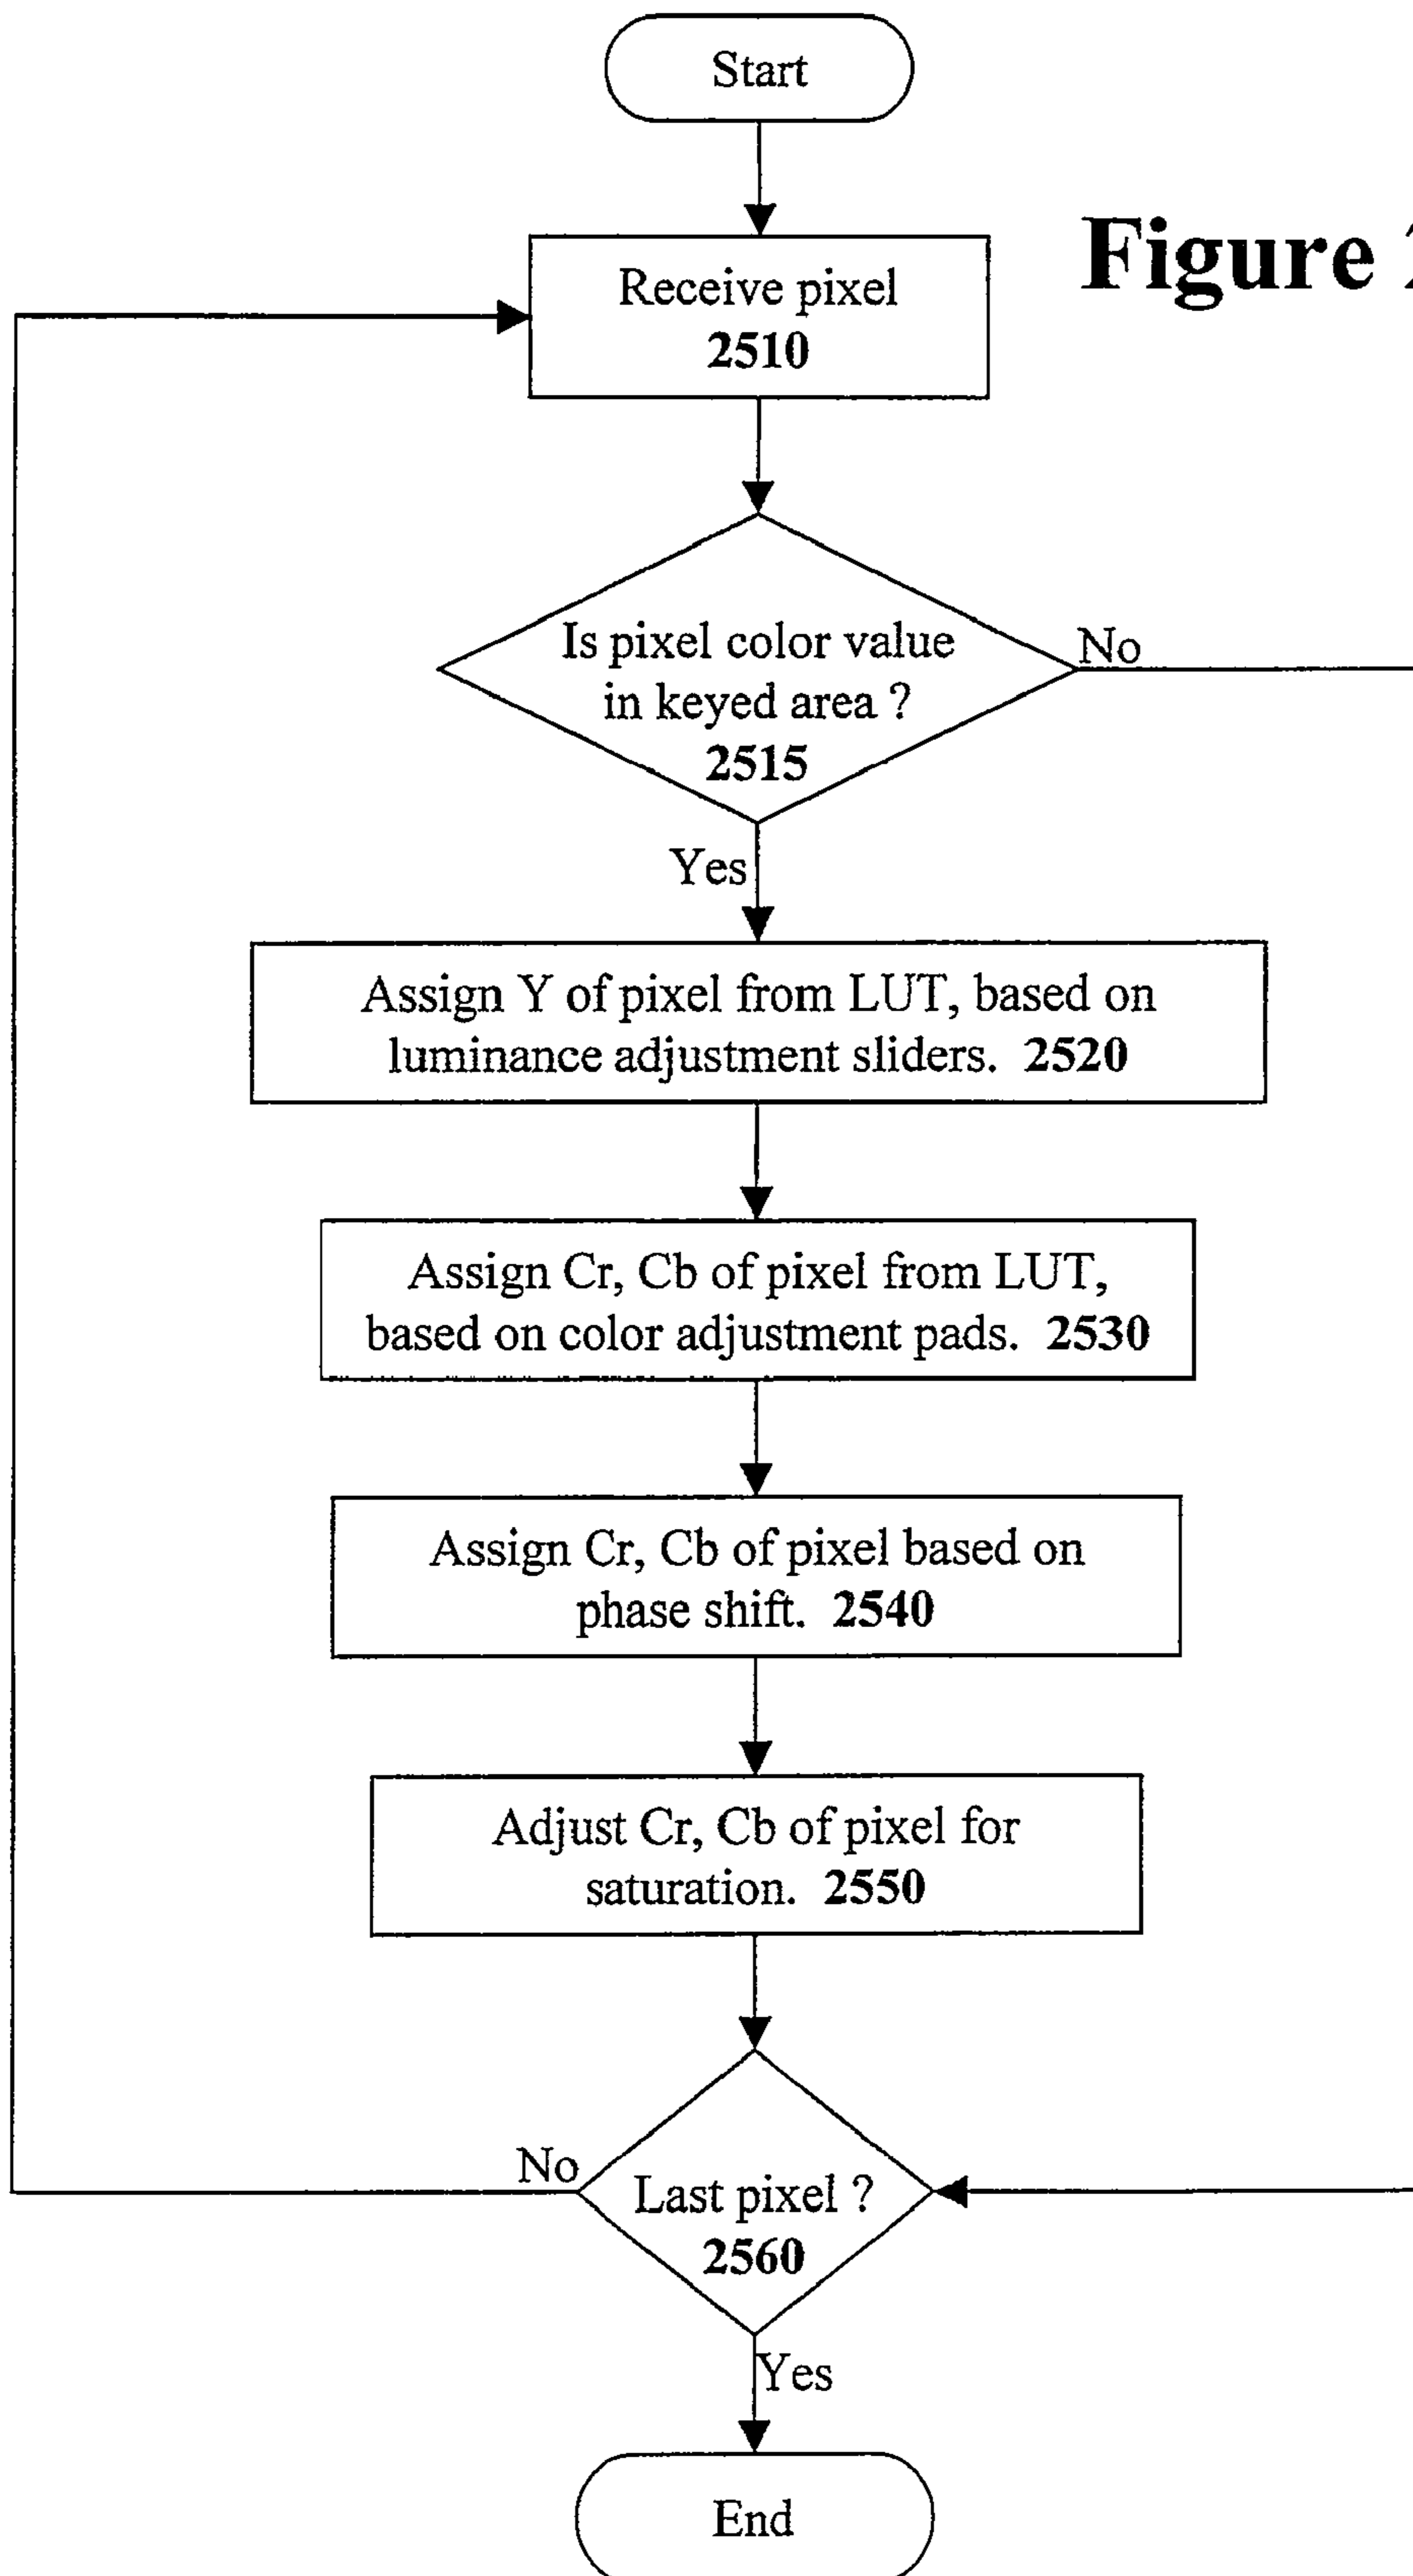 Start
Figure
Receive pixel
2510
Is pixel color value
in keyed area ?
2515
No
Yes
Assign Y of pixel from LUT, based on
luminance adjustment sliders. 2520
Assign Cr, Cb of pixel from LUT,
based on color adjustment pads. 2530
Assign Cr, Cb of pixel based on
phase shift. 2540
Adjust Cr, Cb of pixel for
saturation. 2550
No
Last pixel ?
2560
Yes
End